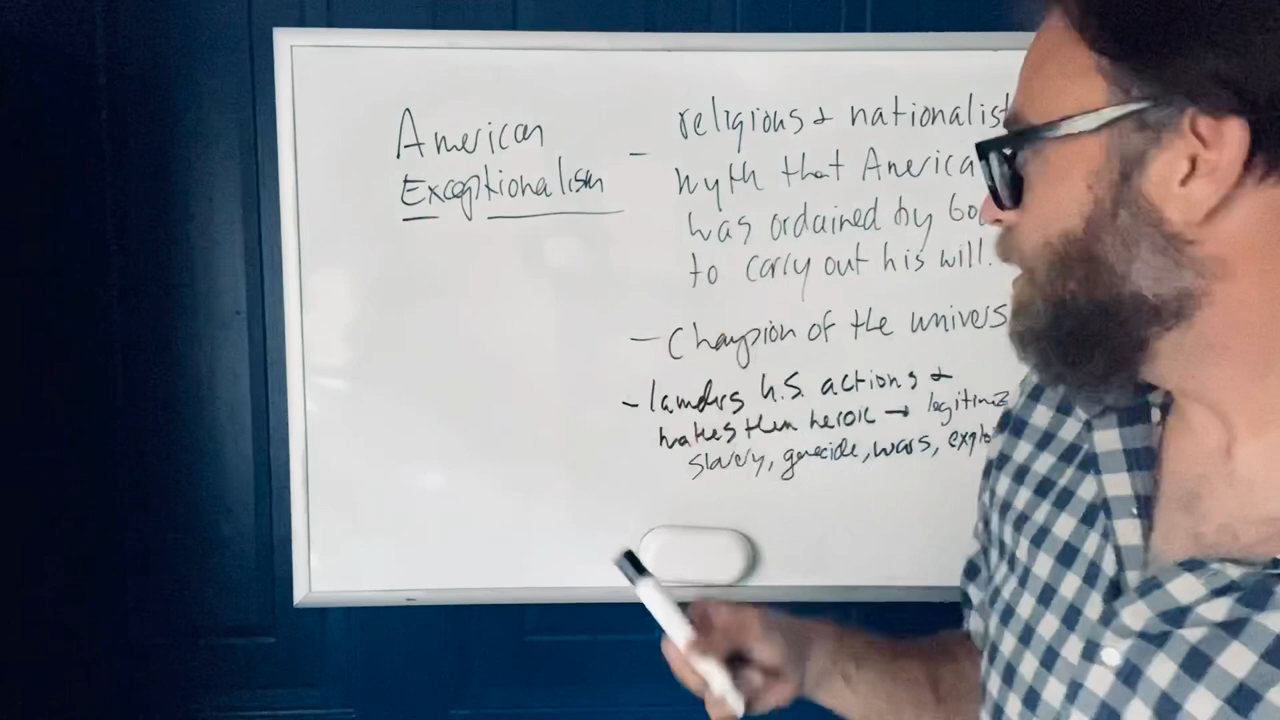 American
Exceptionalism
- religious & nationalist
myth that America
was ordained by Go
to carry out his will.
- Champion of the univers
- launders U.S. actions &
makes them heroic → legitimiz
slavery, genocide, wars, explo